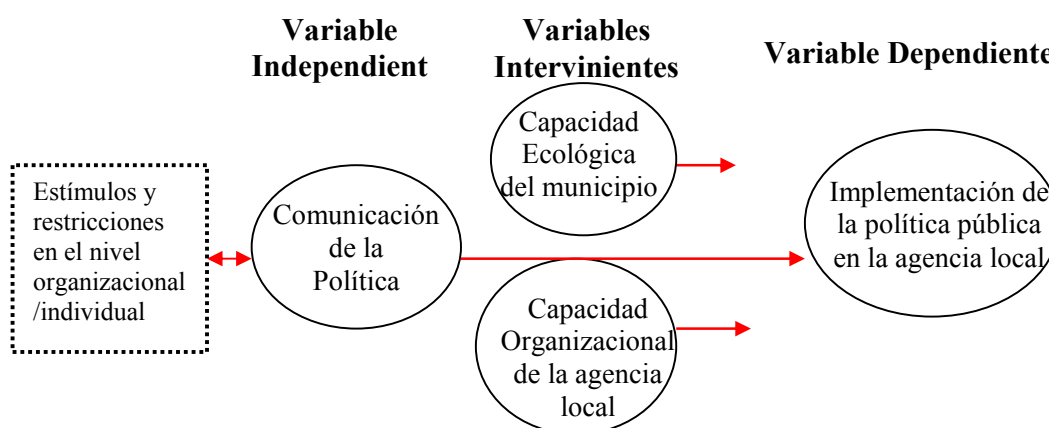 Variable
Independient
Variables
Intervinientes
Variable Dependiente
Estímulos y
restricciones
en el nivel
organizacional
/individual
Comunicación
de la
Política
Capacidad
Ecológica
del municipio
Capacidad
Organizacional
de la agencia
local
Implementación de
la política pública
en la agencia local